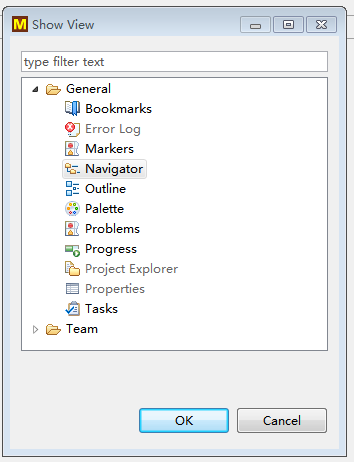 M Show View
type filter text
General
Bookmarks
Error Log
Markers
Navigator
Outline
Palette
Problems
Progress
Project Explorer
Properties
Tasks
Team
OK Cancel